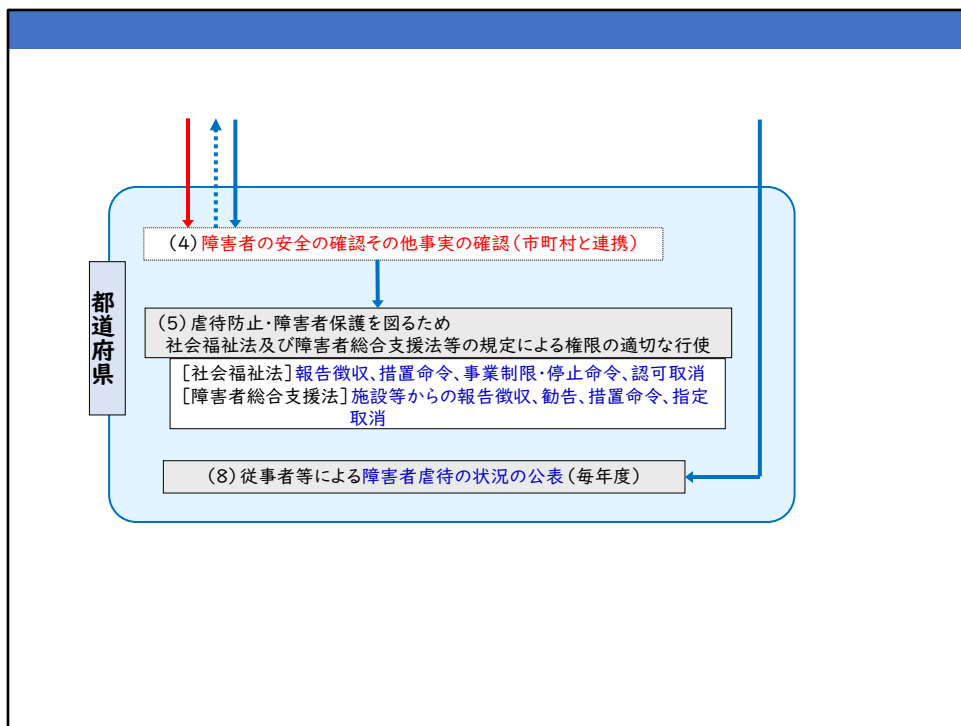 (4)障害者の安全の確認その他事実の確認(市町村と連携)
都道府県
(5)虐待防止・障害者保護を図るため
社会福祉法及び障害者総合支援法等の規定による権限の適切な行使
[社会福祉法]報告徴収、措置命令、事業制限・停止命令、認可取消
[障害者総合支援法]施設等からの報告徴収、勧告、措置命令、指定
取消
(8)従事者等による障害者虐待の状況の公表(毎年度)